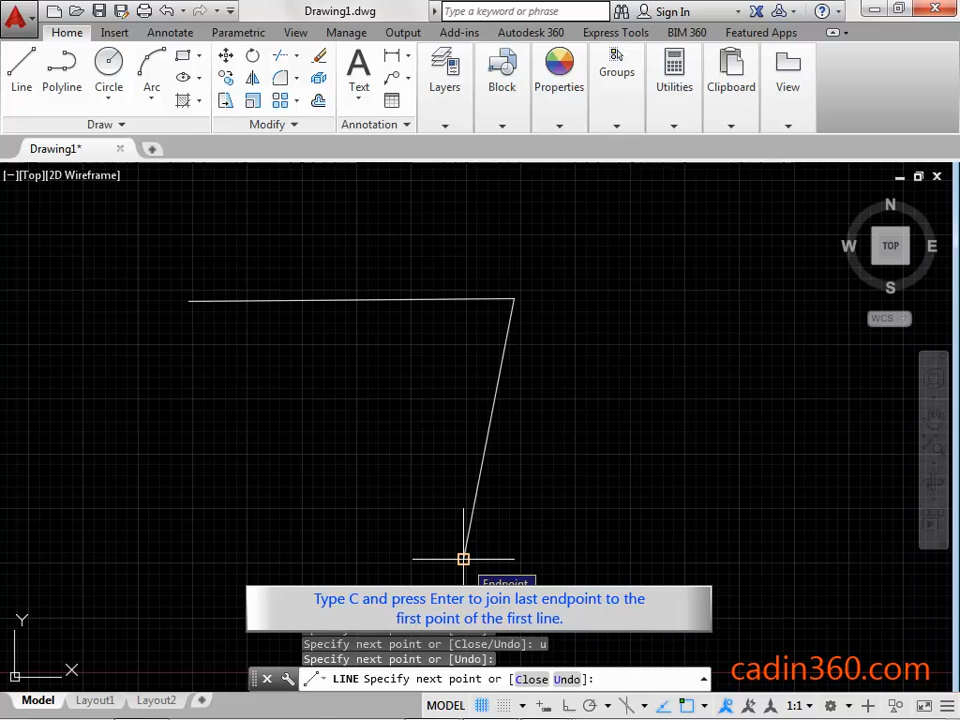 Drawing1.dwg
Type a keyword or phrase
Sign In
Home Insert Annotate Parametric View Manage Output Add-ins Autodesk 360 Express Tools BIM 360 Featured Apps
Line Polyline Circle Arc Text Layers Block Properties Groups Utilities Clipboard View
Draw Modify Annotation
Drawing1*
[−][Top][2D Wireframe]
N
W TOP E
S
WCS
Endpoint
Type C and press Enter to join last endpoint to the
first point of the first line.
Specify next point or [Close/Undo]: u
Specify next point or [Undo]:
LINE Specify next point or [Close Undo]:
Y
X
cadin360.com
Model Layout1 Layout2
MODEL
1:1